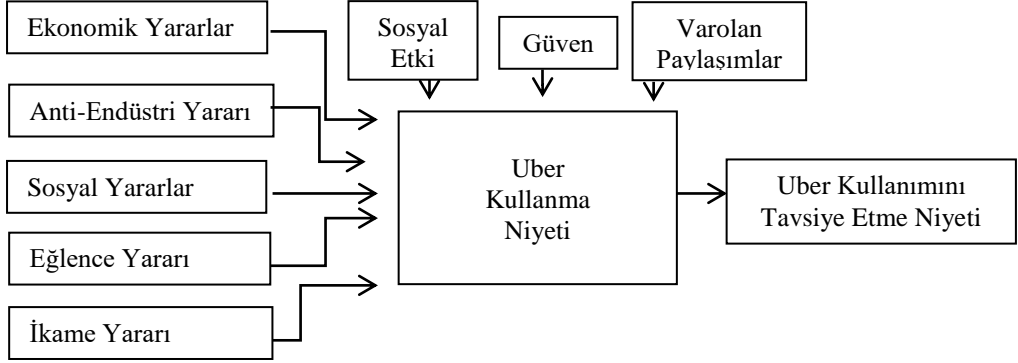 Ekonomik Yararlar
Anti-Endüstri Yararı
Sosyal Yararlar
Eğlence Yararı
İkame Yararı
Sosyal
Etki
Güven
Varolan
Paylaşımlar
Uber
Kullanma
Niyeti
Uber Kullanımını
Tavsiye Etme Niyeti